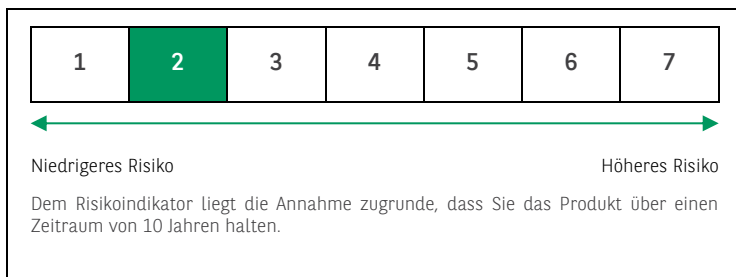 1 2 3 4 5 6 7
Niedrigeres Risiko Höheres Risiko
Dem Risikoindikator liegt die Annahme zugrunde, dass Sie das Produkt über einen
Zeitraum von 10 Jahren halten.